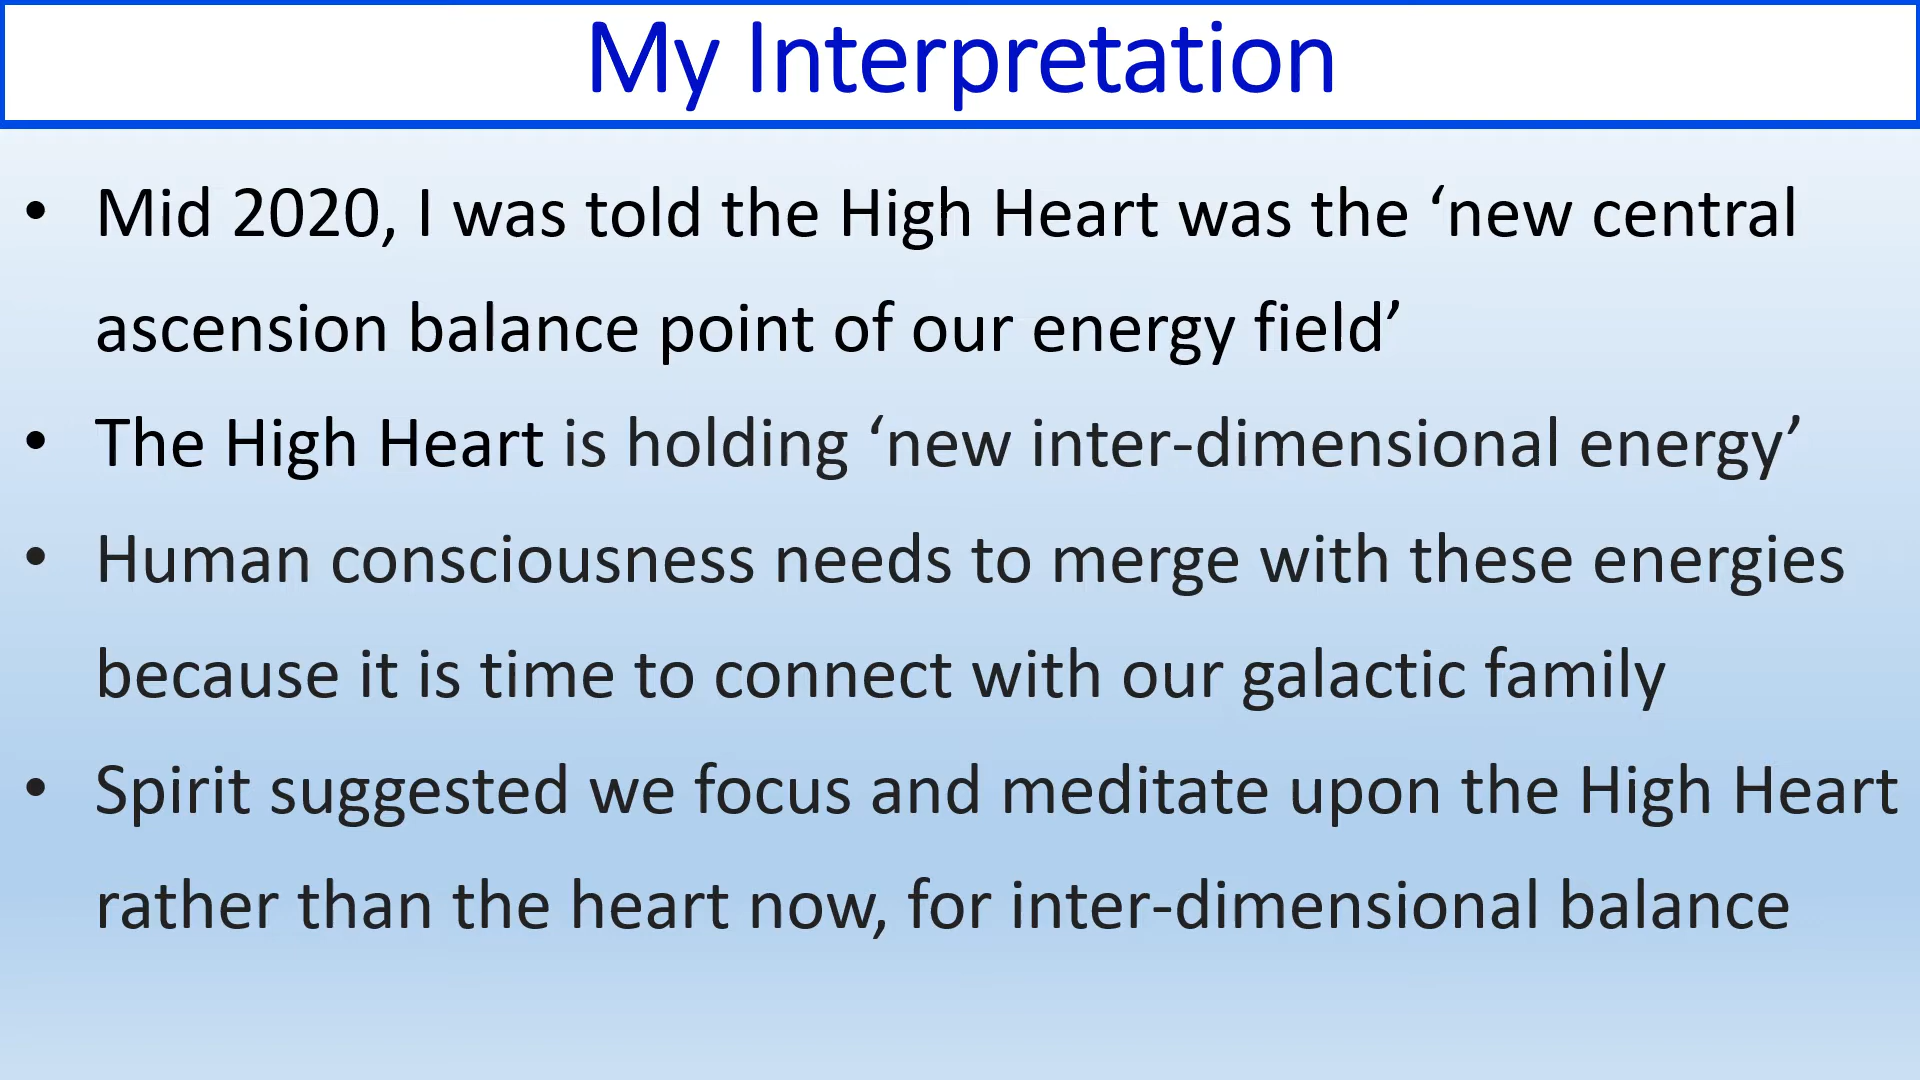 My Interpretation
• Mid 2020, I was told the High Heart was the ‘new central
ascension balance point of our energy field’
• The High Heart is holding ‘new inter-dimensional energy’
• Human consciousness needs to merge with these energies
because it is time to connect with our galactic family
• Spirit suggested we focus and meditate upon the High Heart
rather than the heart now, for inter-dimensional balance